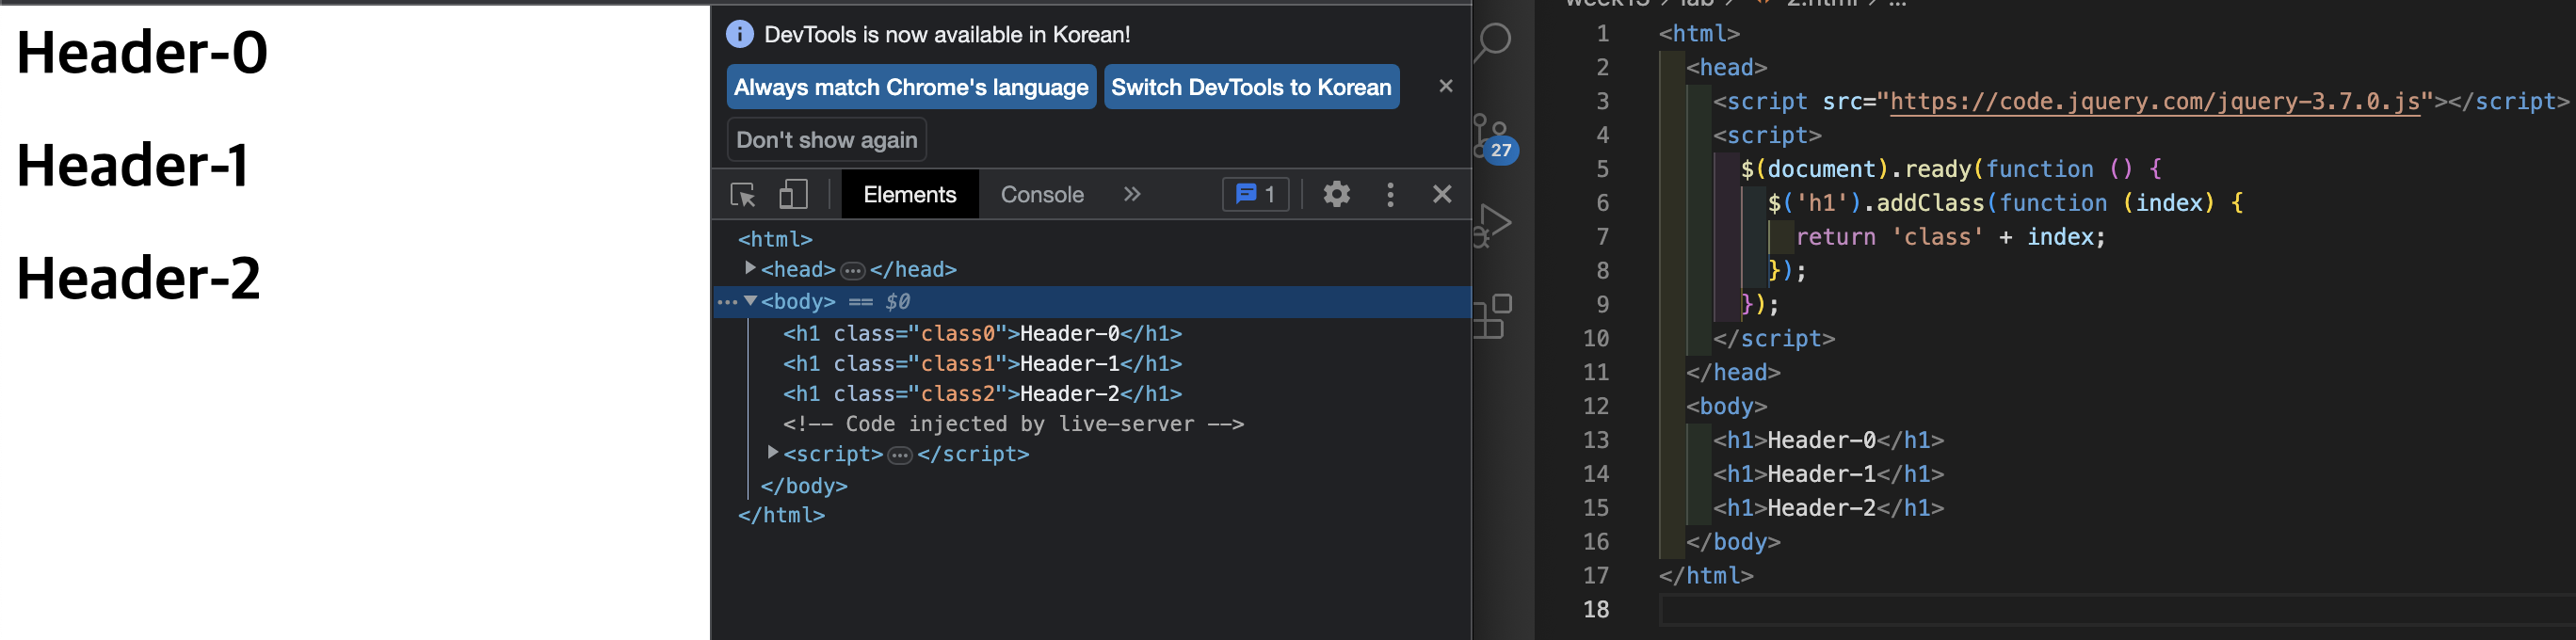 Header-0
Header-1
Header-2
DevTools is now available in Korean!
Always match Chrome's language
Switch DevTools to Korean
Don't show again
Elements
Console
1
<html>
<head>…</head>
<body> == $0
<h1 class="class0">Header-0</h1>
<h1 class="class1">Header-1</h1>
<h1 class="class2">Header-2</h1>
<!-- Code injected by live-server -->
<script>…</script>
</body>
</html>
27
week13 > lab > 2.html > ...
1 <html>
2 <head>
3 <script src="https://code.jquery.com/jquery-3.7.0.js"></script>
4 <script>
5 $(document).ready(function () {
6 $('h1').addClass(function (index) {
7 return 'class' + index;
8 });
9 });
10 </script>
11 </head>
12 <body>
13 <h1>Header-0</h1>
14 <h1>Header-1</h1>
15 <h1>Header-2</h1>
16 </body>
17 </html>
18